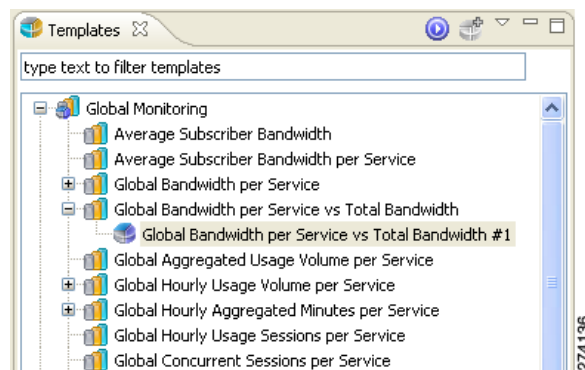 Templates
type text to filter templates
Global Monitoring
Average Subscriber Bandwidth
Average Subscriber Bandwidth per Service
Global Bandwidth per Service
Global Bandwidth per Service vs Total Bandwidth
Global Bandwidth per Service vs Total Bandwidth #1
Global Aggregated Usage Volume per Service
Global Hourly Usage Volume per Service
Global Hourly Aggregated Minutes per Service
Global Hourly Usage Sessions per Service
Global Concurrent Sessions per Service
274136